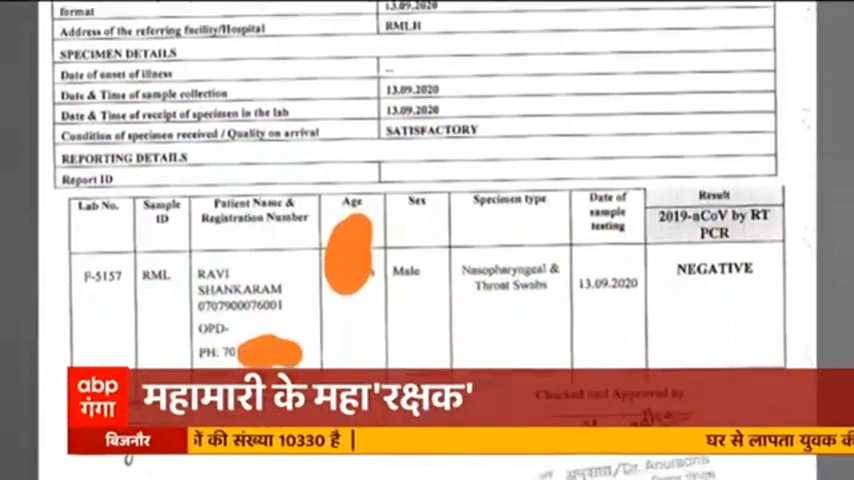 format 13.09.2020
Address of the referring facility/Hospital RMLH
SPECIMEN DETAILS
Date of onset of illness --
Date & Time of sample collection 13.09.2020
Date & Time of receipt of specimen in the lab 13.09.2020
Condition of specimen received / Quality on arrival SATISFACTORY
REPORTING DETAILS
Report ID
Lab No. Sample ID Patient Name & Registration Number Age Sex Specimen type Date of sample testing Result
2019-nCoV by RT PCR
F-5157 RML RAVI SHANKARAM 0707900076001 Male Nasopharyngeal & Throat Swabs 13.09.2020 NEGATIVE
OPD-
PH: 70
Checked and Approved by
abp गंगा
महामारी के महा'रक्षक'
बिजनौर
की संख्या 10330 है |
घर से लापता युवक
/Dr. Anuradha